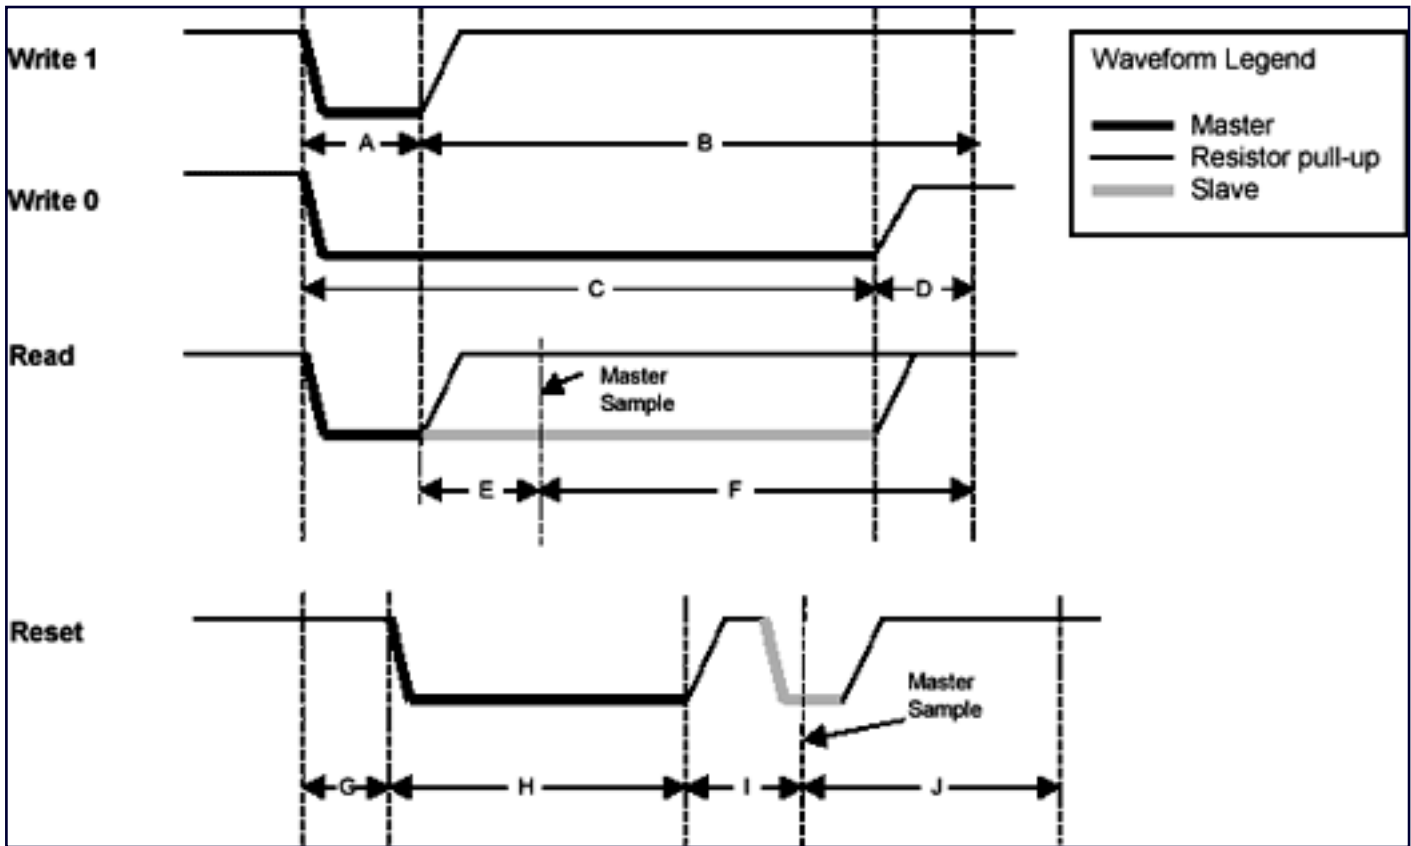 Write 1
A
B
Waveform Legend
Master
Resistor pull-up
Slave
Write 0
C
D
Read
Master
Sample
E
F
Reset
Master
Sample
G
H
I
J